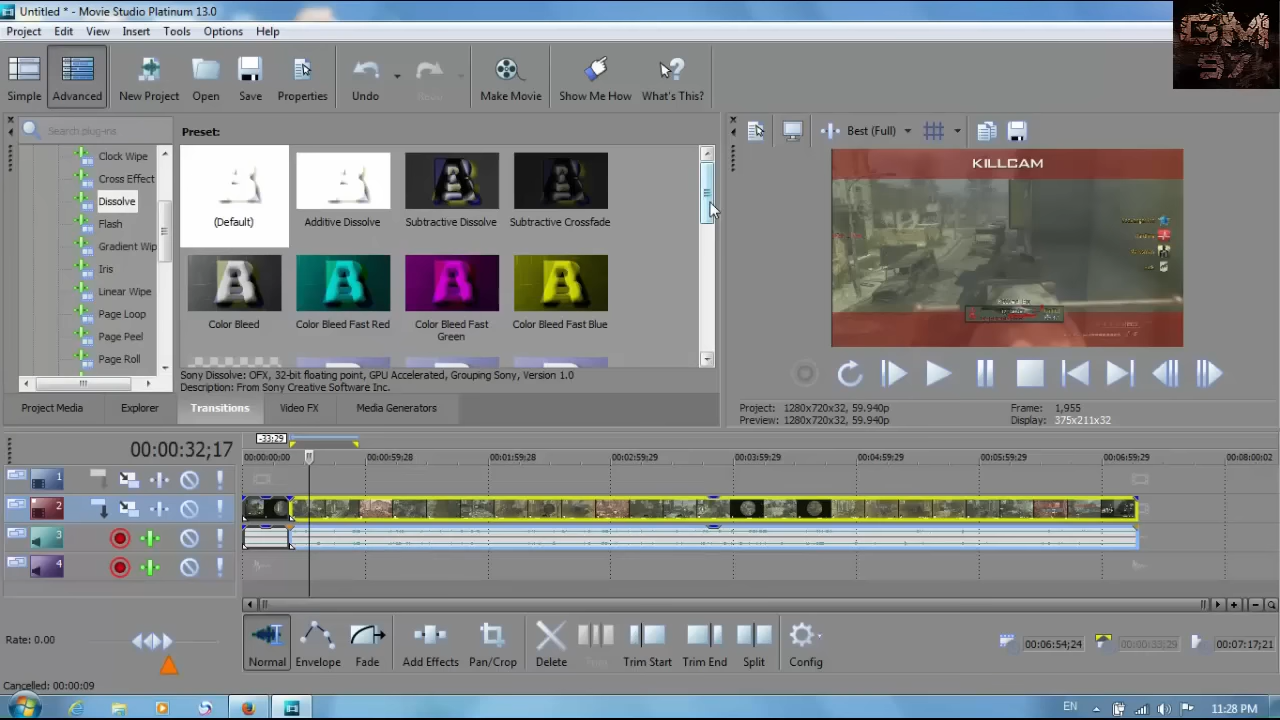 Untitled * - Movie Studio Platinum 13.0
Project Edit View Insert Tools Options Help
GM
97
Simple Advanced New Project Open Save Properties Undo Make Movie Show Me How What's This?
Search plug-ins
Preset:
Best (Full)
Clock Wipe
Cross Effect
Dissolve
Flash
Gradient Wip
Iris
Linear Wipe
Page Loop
Page Peel
Page Roll
(Default) Additive Dissolve Subtractive Dissolve Subtractive Crossfade
Color Bleed Color Bleed Fast Red Color Bleed Fast Green Color Bleed Fast Blue
KILLCAM
Sony Dissolve: OFX, 32-bit floating point, GPU Accelerated, Grouping Sony, Version 1.0
Description: From Sony Creative Software Inc.
Project Media Explorer Transitions Video FX Media Generators
Project: 1280x720x32, 59.940p Frame: 1,955
Preview: 1280x720x32, 59.940p Display: 375x211x32
00:00:32;17
-33:29
00:00:00:00 00:00:59:28 00:01:59:29 00:02:59:29 00:03:59:29 00:04:59:29 00:05:59:29 00:06:59:29 00:08:00:02
1
2
3
4
Rate: 0.00
Normal Envelope Fade Add Effects Pan/Crop Delete Trim Start Trim End Split Config
00:06:54;24 00:00:33;29 00:07:17;21
Cancelled: 00:00:09
EN 11:28 PM